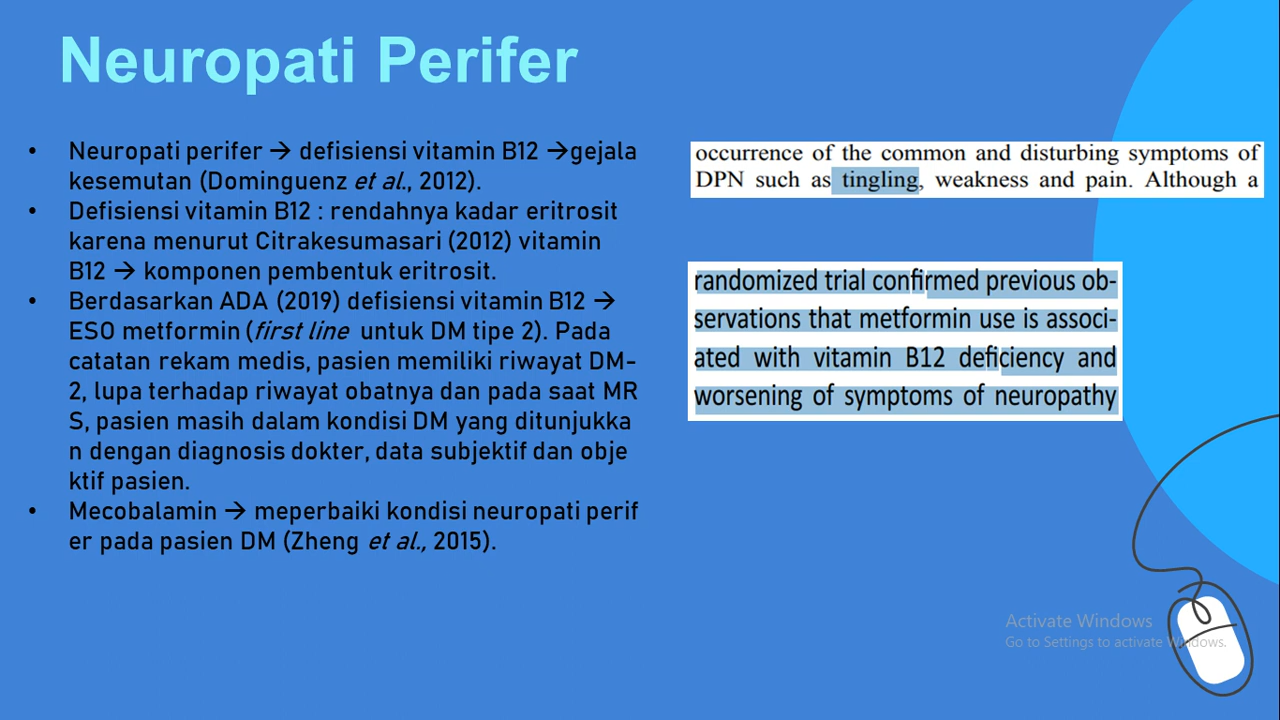 Neuropati Perifer
• Neuropati perifer → defisiensi vitamin B12 →gejala
kesemutan (Dominguenz et al., 2012).
• Defisiensi vitamin B12 : rendahnya kadar eritrosit
karena menurut Citrakesumasari (2012) vitamin
B12 → komponen pembentuk eritrosit.
• Berdasarkan ADA (2019) defisiensi vitamin B12 →
ESO metformin (first line untuk DM tipe 2). Pada
catatan rekam medis, pasien memiliki riwayat DM-
2, lupa terhadap riwayat obatnya dan pada saat MR
S, pasien masih dalam kondisi DM yang ditunjukka
n dengan diagnosis dokter, data subjektif dan obje
ktif pasien.
• Mecobalamin → meperbaiki kondisi neuropati perif
er pada pasien DM (Zheng et al., 2015).
occurrence of the common and disturbing symptoms of
DPN such as tingling, weakness and pain. Although a
randomized trial confirmed previous ob-
servations that metformin use is associ-
ated with vitamin B12 deficiency and
worsening of symptoms of neuropathy
Activate Windows
Go to Settings to activate Windows.